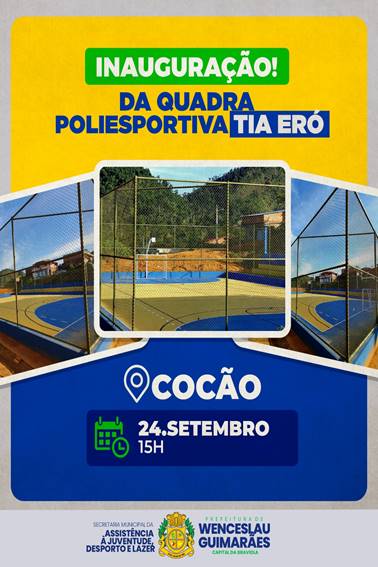 INAUGURAÇÃO!
DA QUADRA
POLIESPORTIVA TIA ERÓ
COCÃO
24.SETEMBRO
15H
SECRETARIA MUNICIPAL DA
ASSISTÊNCIA
À JUVENTUDE,
DESPORTO E LAZER
PREFEITURA DE
WENCESLAU
GUIMARÃES
CAPITAL DA GRAVIOLA